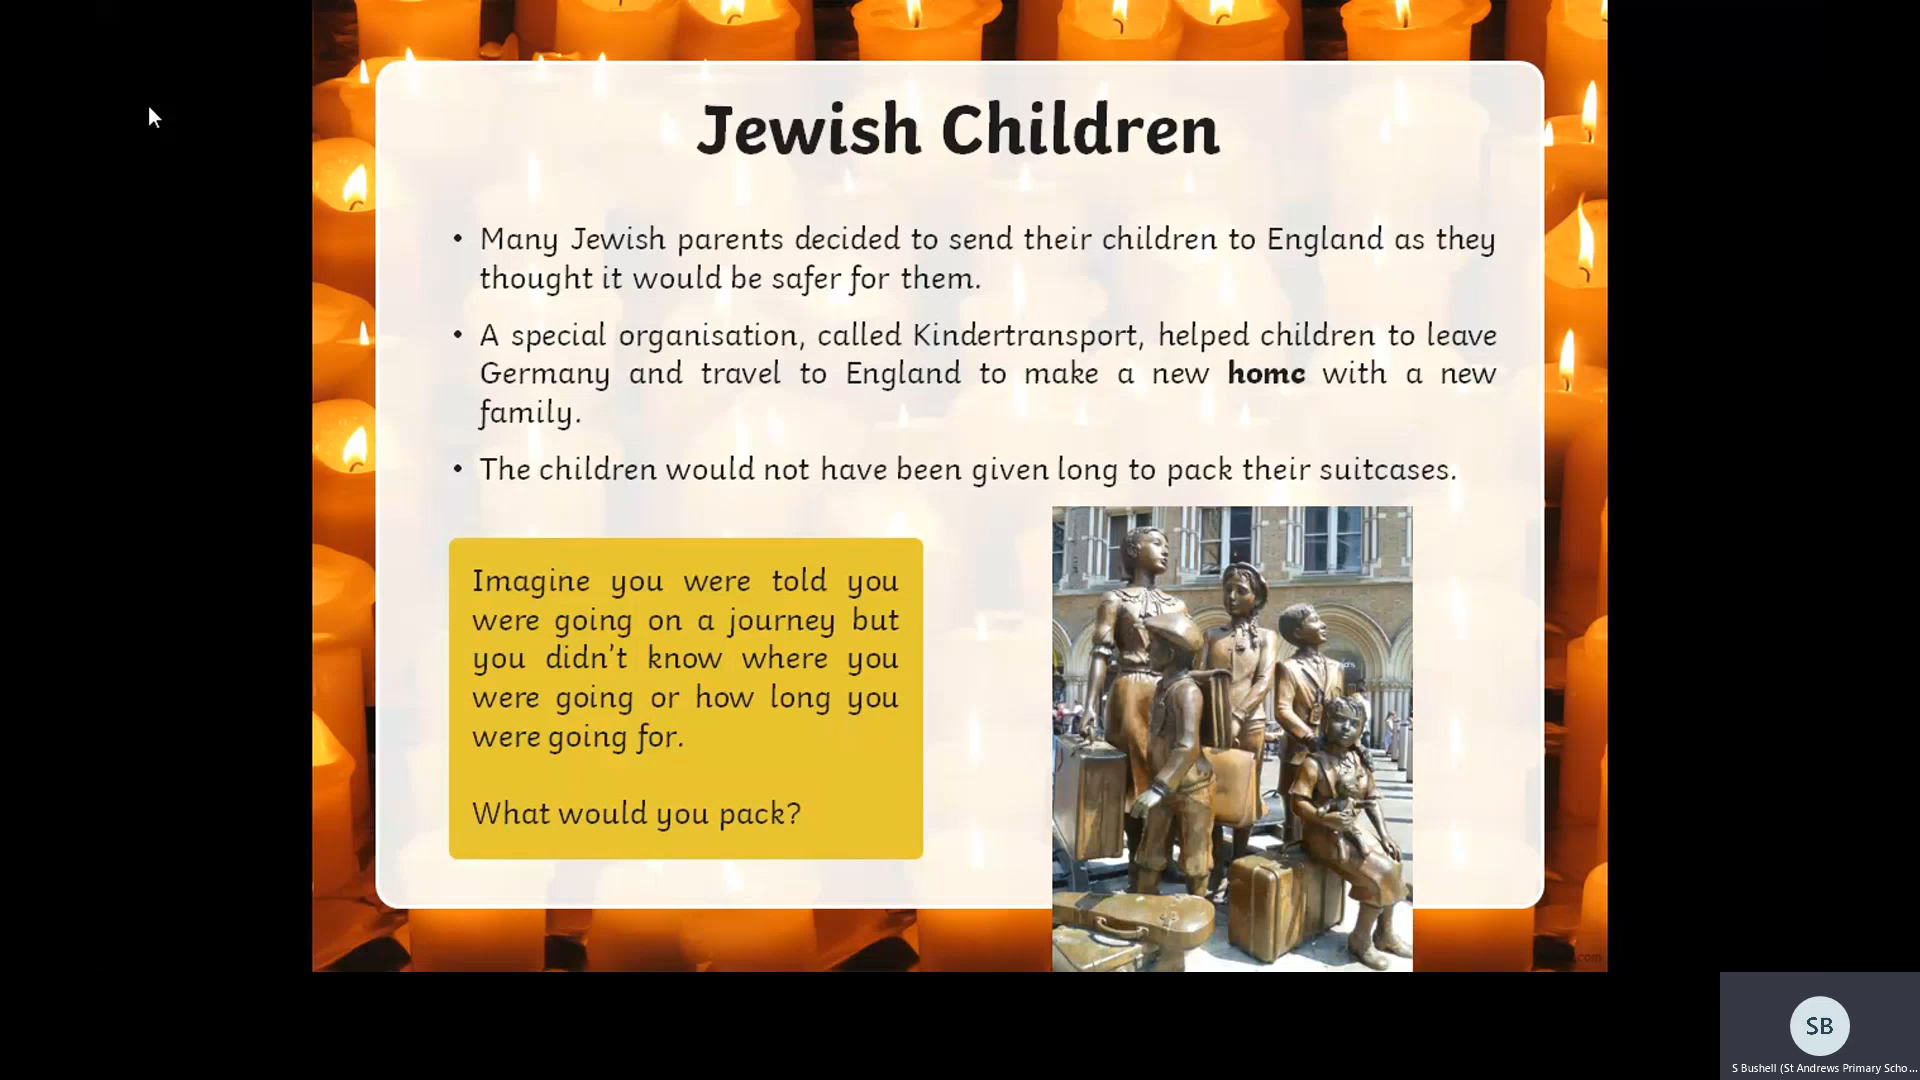 Jewish Children
• Many Jewish parents decided to send their children to England as they
thought it would be safer for them.
• A special organisation, called Kindertransport, helped children to leave
Germany and travel to England to make a new home with a new
family.
• The children would not have been given long to pack their suitcases.
Imagine you were told you
were going on a journey but
you didn't know where you
were going or how long you
were going for.
What would you pack?
SB
S Bushell (St Andrews Primary Scho...